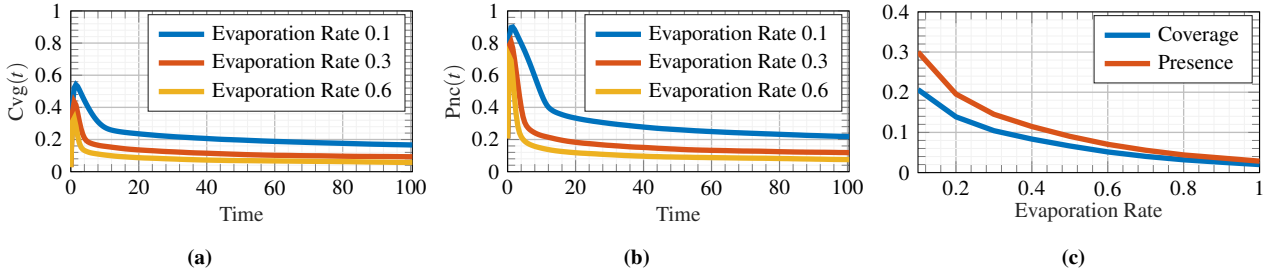 1
0.8
0.6
0.4
0.2
0
Cvg(t)
Evaporation Rate 0.1
Evaporation Rate 0.3
Evaporation Rate 0.6
0 20 40 60 80 100
Time
(a)
1
0.8
0.6
0.4
0.2
0
Pnc(t)
Evaporation Rate 0.1
Evaporation Rate 0.3
Evaporation Rate 0.6
0 20 40 60 80 100
Time
(b)
0.4
0.3
0.2
0.1
0
Coverage
Presence
0.2 0.4 0.6 0.8 1
Evaporation Rate
(c)